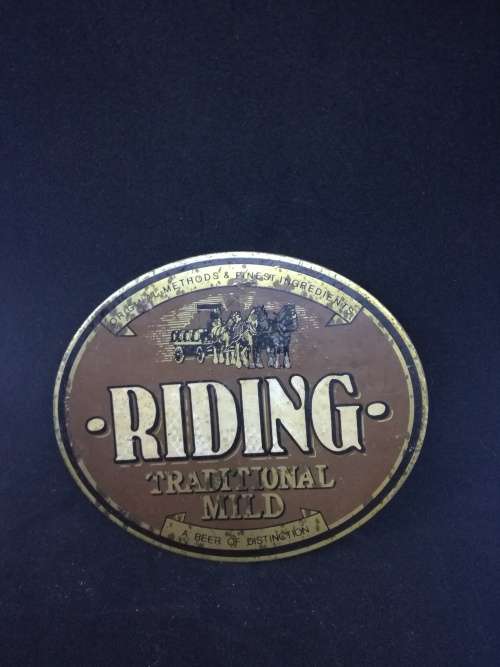 ORIGINAL METHODS & FINEST INGREDIENTS
·RIDING·
TRADITIONAL
MILD
A BEER OF DISTINCTION